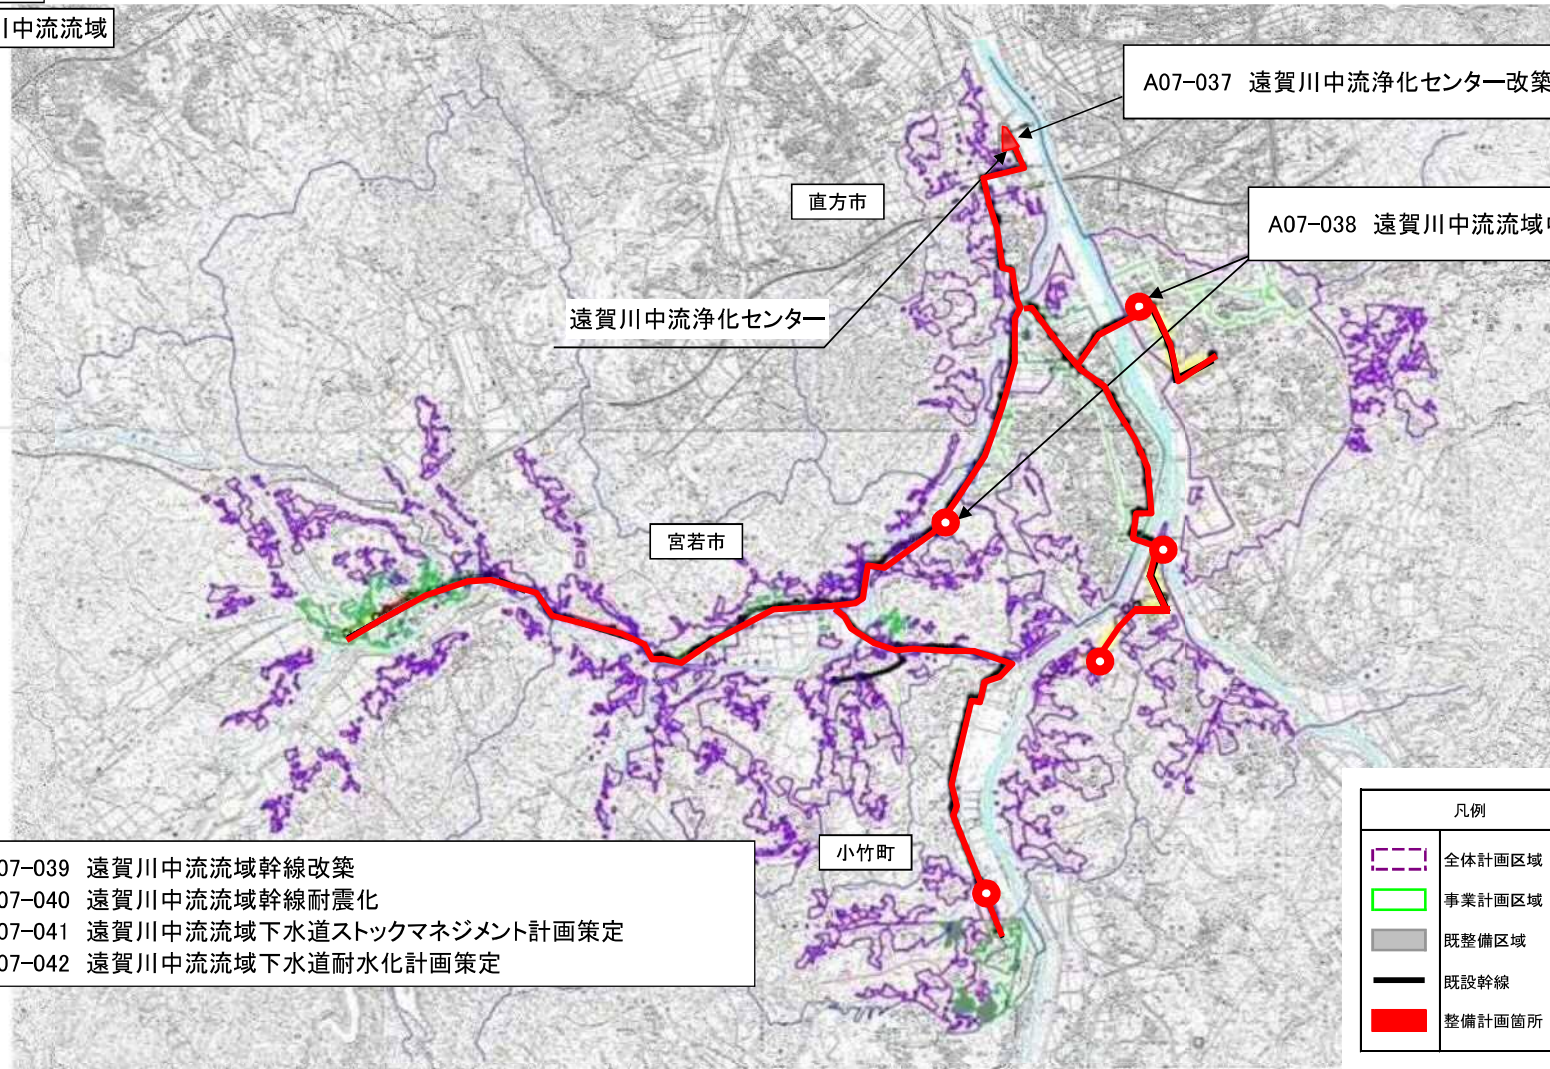 川中流流域
A07-037 遠賀川中流浄化センター改築
直方市
A07-038 遠賀川中流流域
遠賀川中流浄化センター
宮若市
小竹町
07-039 遠賀川中流流域幹線改築
07-040 遠賀川中流流域幹線耐震化
07-041 遠賀川中流流域下水道ストックマネジメント計画策定
07-042 遠賀川中流流域下水道耐水化計画策定
凡例
全体計画区域
事業計画区域
既整備区域
既設幹線
整備計画箇所